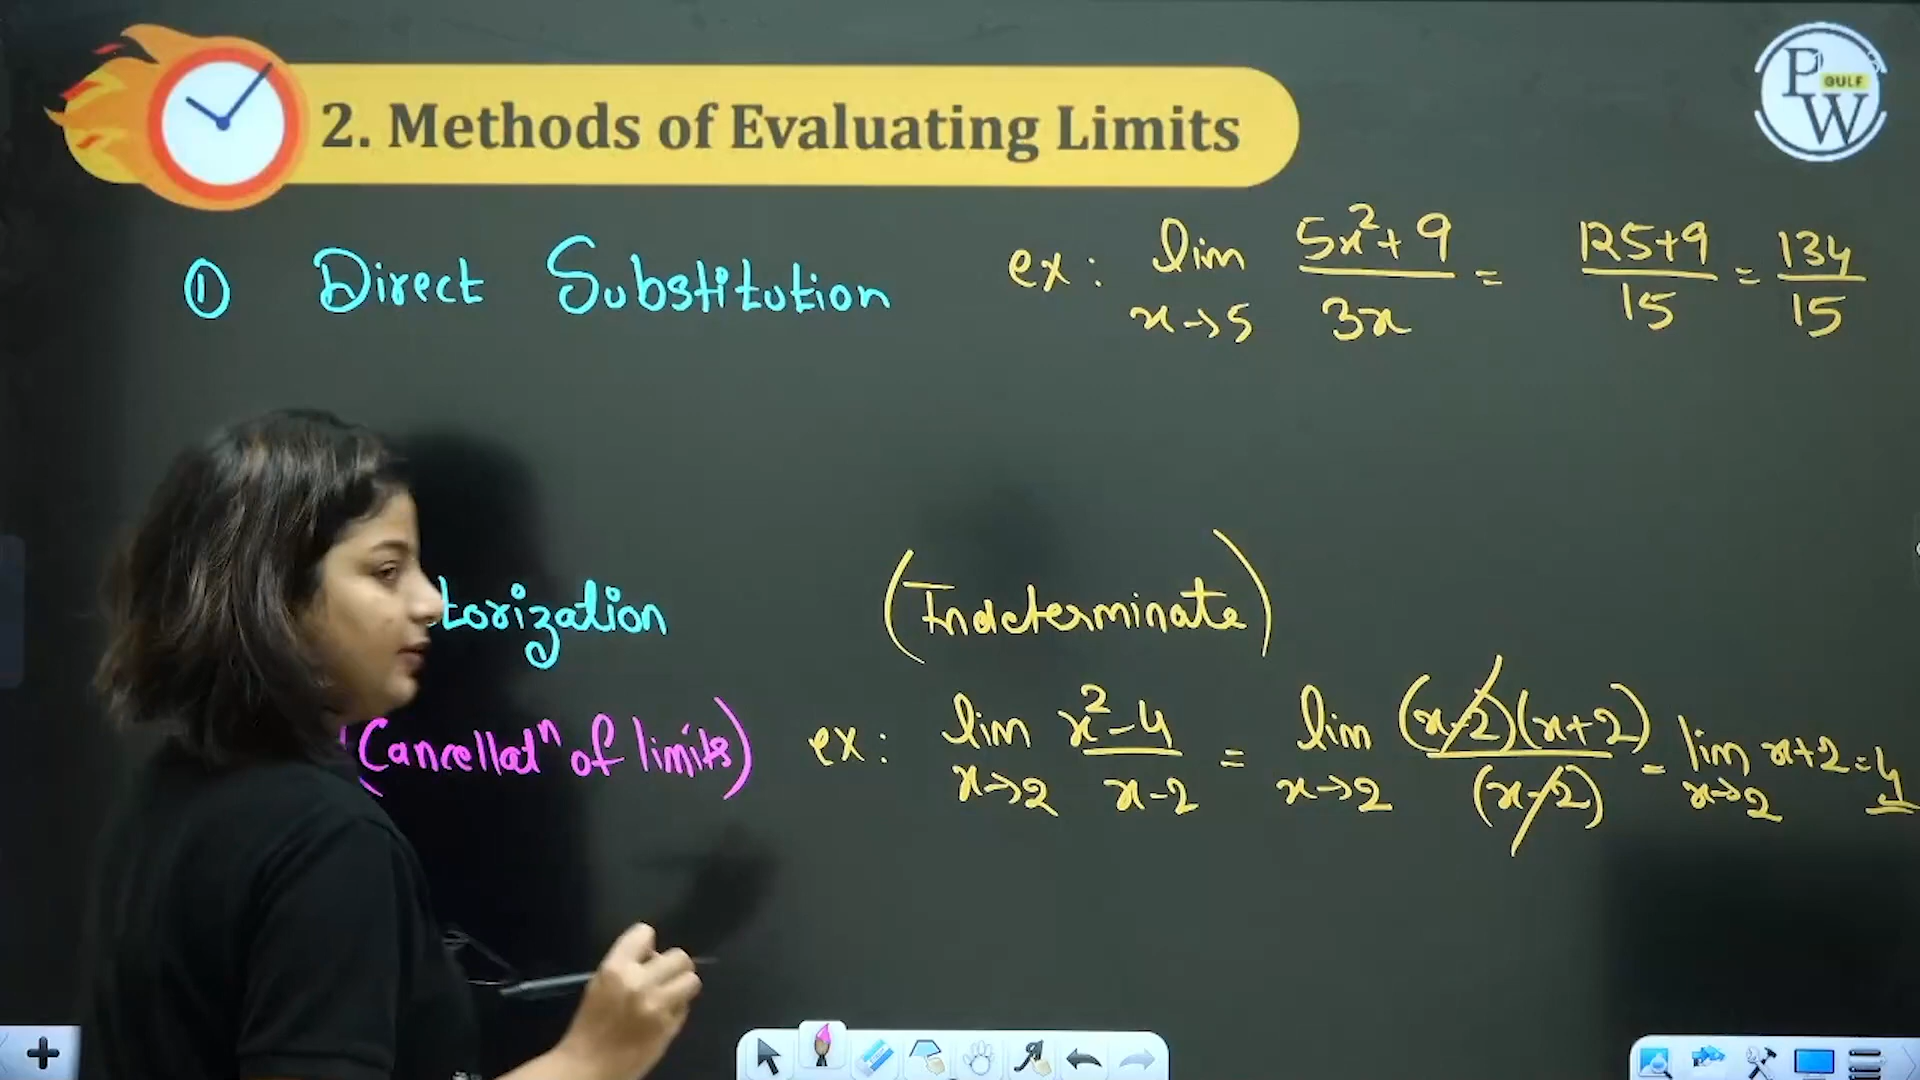 2. Methods of Evaluating Limits
PW GULF
① Direct Substitution
ex: lim x→5 (5x²+9)/(3x) = (125+9)/15 = 134/15
torization
(Indeterminate)
(Cancellatⁿ of limits)
ex: lim x→2 (x²-4)/(x-2) = lim x→2 (x-2)(x+2)/(x-2) = lim x→2 x+2 = 4